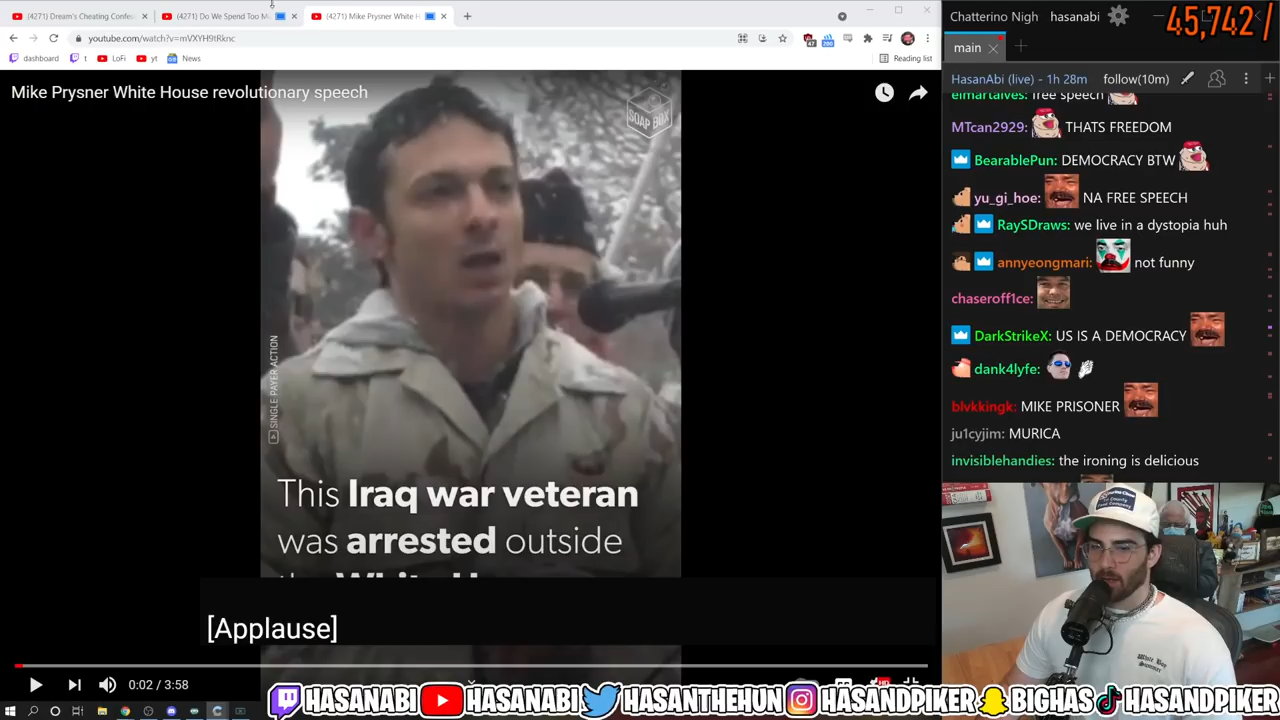 (4271) Dream's Cheating Confes
(4271) Do We Spend Too M
(4271) Mike Prysner White H
youtube.com/watch?v=mVXYH9tRknc
dashboard
t
LoFi
yt
News
Reading list
Mike Prysner White House revolutionary speech
SOAP BOX
SINGLE PAYER ACTION
This Iraq war veteran
was arrested outside
[Applause]
0:02 / 3:58
Chatterino Nigh
hasanabi
45,742 /
main
HasanAbi (live) - 1h 28m
follow(10m)
elmartaives: free speech
MTcan2929: THATS FREEDOM
BearablePun: DEMOCRACY BTW
yu_gi_hoe: NA FREE SPEECH
RaySDraws: we live in a dystopia huh
annyeongmari: not funny
chaseroff1ce:
DarkStrikeX: US IS A DEMOCRACY
dank4lyfe:
blvkkingk: MIKE PRISONER
ju1cyjim: MURICA
invisiblehandies: the ironing is delicious
HASANABI
HASANABI
HASANTHEHUN
HASANDPIKER
BIGHAS
HASANDPIKER